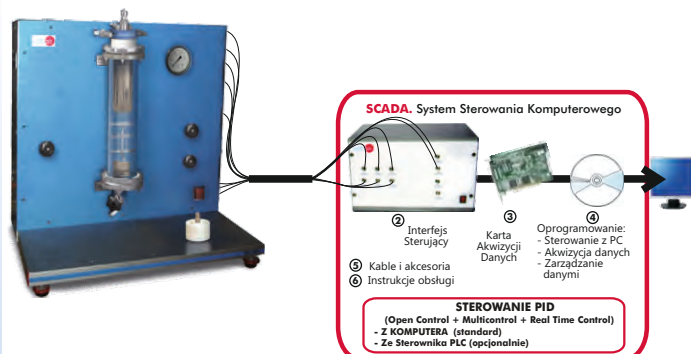 SCADA. System Sterowania Komputerowego
②
Interfejs
Sterujący
③
Karta
Akwizycji
Danych
④
Oprogramowanie:
- Sterowanie z PC
- Akwizycja danych
- Zarządzanie
danymi
⑤ Kable i akcesoria
⑥ Instrukcje obsługi
STEROWANIE PID
(Open Control + Multicontrol + Real Time Control)
- Z KOMPUTERA (standard)
- Ze Sterownika PLC (opcjonalnie)